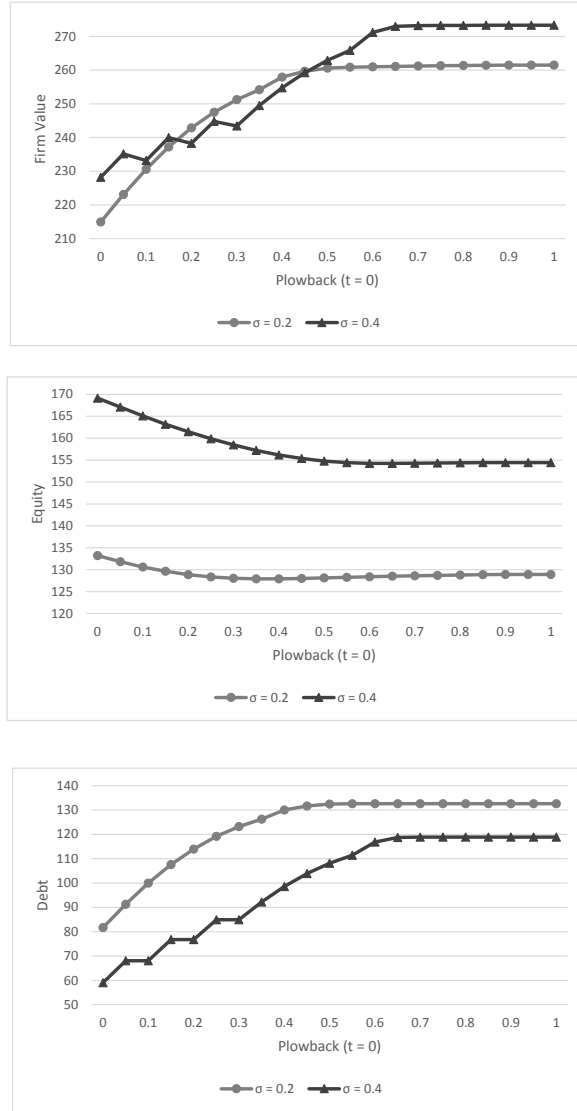 270
260
250
240
230
220
210
Firm Value
0 0.1 0.2 0.3 0.4 0.5 0.6 0.7 0.8 0.9 1
Plowback (t = 0)
σ = 0.2 σ = 0.4
170
165
160
155
150
145
140
135
130
125
120
Equity
0 0.1 0.2 0.3 0.4 0.5 0.6 0.7 0.8 0.9 1
Plowback (t = 0)
σ = 0.2 σ = 0.4
140
130
120
110
100
90
80
70
60
50
Debt
0 0.1 0.2 0.3 0.4 0.5 0.6 0.7 0.8 0.9 1
Plowback (t = 0)
σ = 0.2 σ = 0.4